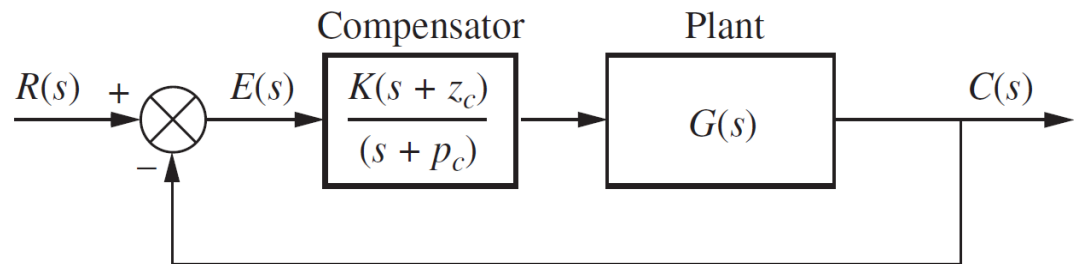 Compensator Plant
R(s) + E(s) K(s + z_c) G(s) C(s)
(s + p_c)
−